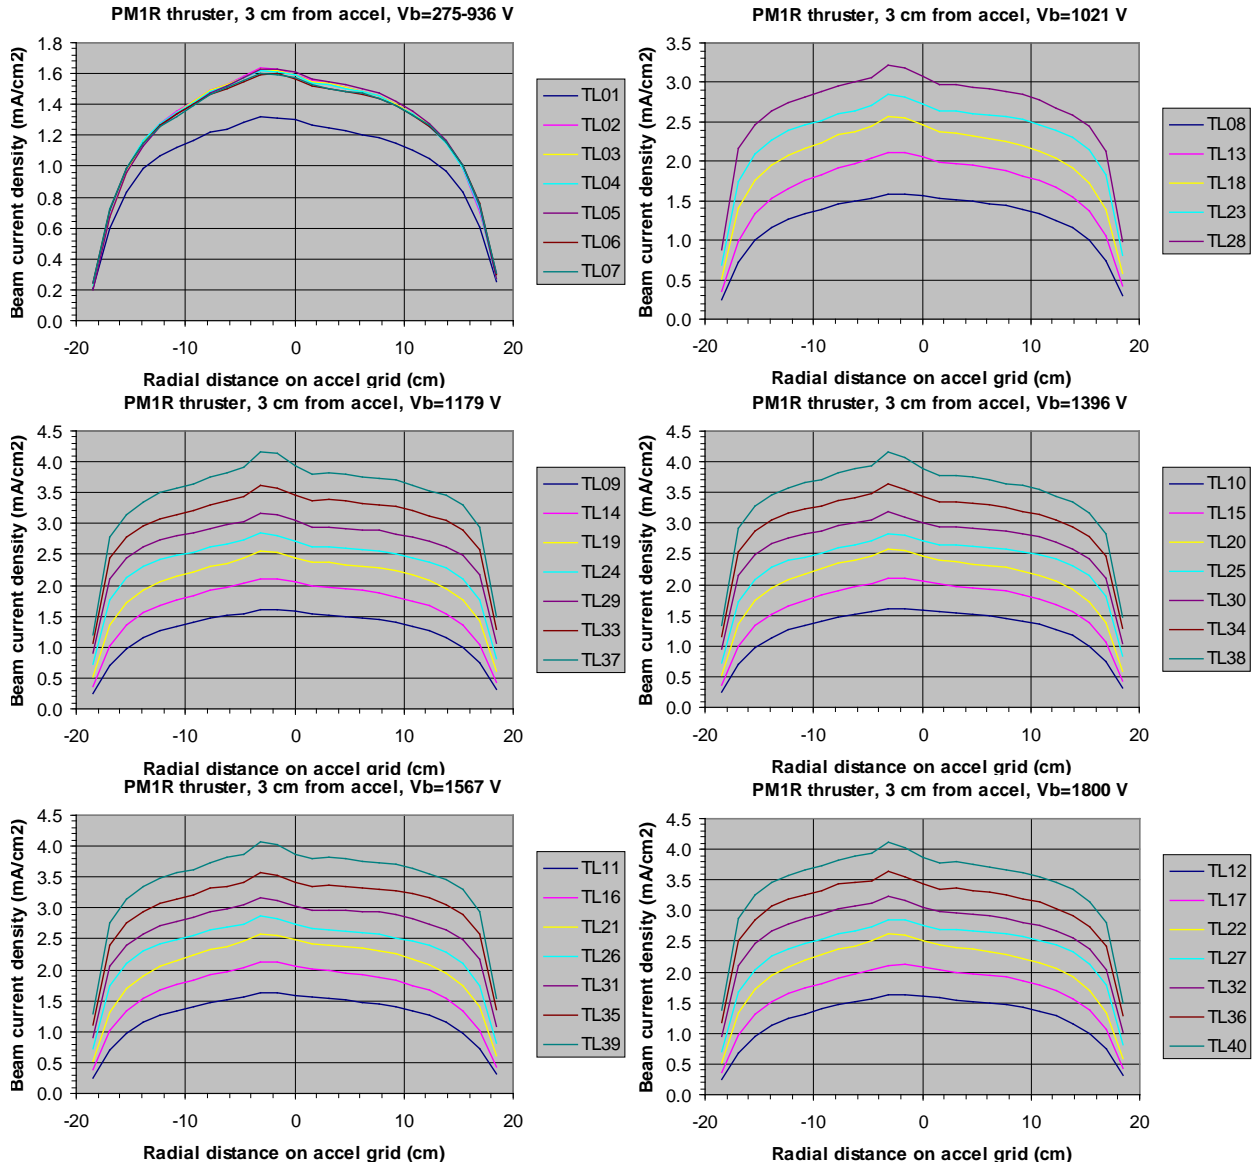 PM1R thruster, 3 cm from accel, Vb=275-936 V
Beam current density (mA/cm2)
1.8
1.6
1.4
1.2
1.0
0.8
0.6
0.4
0.2
0.0
-20
-10
0
10
20
Radial distance on accel grid (cm)
TL01
TL02
TL03
TL04
TL05
TL06
TL07
PM1R thruster, 3 cm from accel, Vb=1021 V
Beam current density (mA/cm2)
3.5
3.0
2.5
2.0
1.5
1.0
0.5
0.0
-20
-10
0
10
20
Radial distance on accel grid (cm)
TL08
TL13
TL18
TL23
TL28
PM1R thruster, 3 cm from accel, Vb=1179 V
Beam current density (mA/cm2)
4.5
4.0
3.5
3.0
2.5
2.0
1.5
1.0
0.5
0.0
-20
-10
0
10
20
Radial distance on accel grid (cm)
TL09
TL14
TL19
TL24
TL29
TL33
TL37
PM1R thruster, 3 cm from accel, Vb=1396 V
Beam current density (mA/cm2)
4.5
4.0
3.5
3.0
2.5
2.0
1.5
1.0
0.5
0.0
-20
-10
0
10
20
Radial distance on accel grid (cm)
TL10
TL15
TL20
TL25
TL30
TL34
TL38
PM1R thruster, 3 cm from accel, Vb=1567 V
Beam current density (mA/cm2)
4.5
4.0
3.5
3.0
2.5
2.0
1.5
1.0
0.5
0.0
-20
-10
0
10
20
Radial distance on accel grid (cm)
TL11
TL16
TL21
TL26
TL31
TL35
TL39
PM1R thruster, 3 cm from accel, Vb=1800 V
Beam current density (mA/cm2)
4.5
4.0
3.5
3.0
2.5
2.0
1.5
1.0
0.5
0.0
-20
-10
0
10
20
Radial distance on accel grid (cm)
TL12
TL17
TL22
TL27
TL32
TL36
TL40